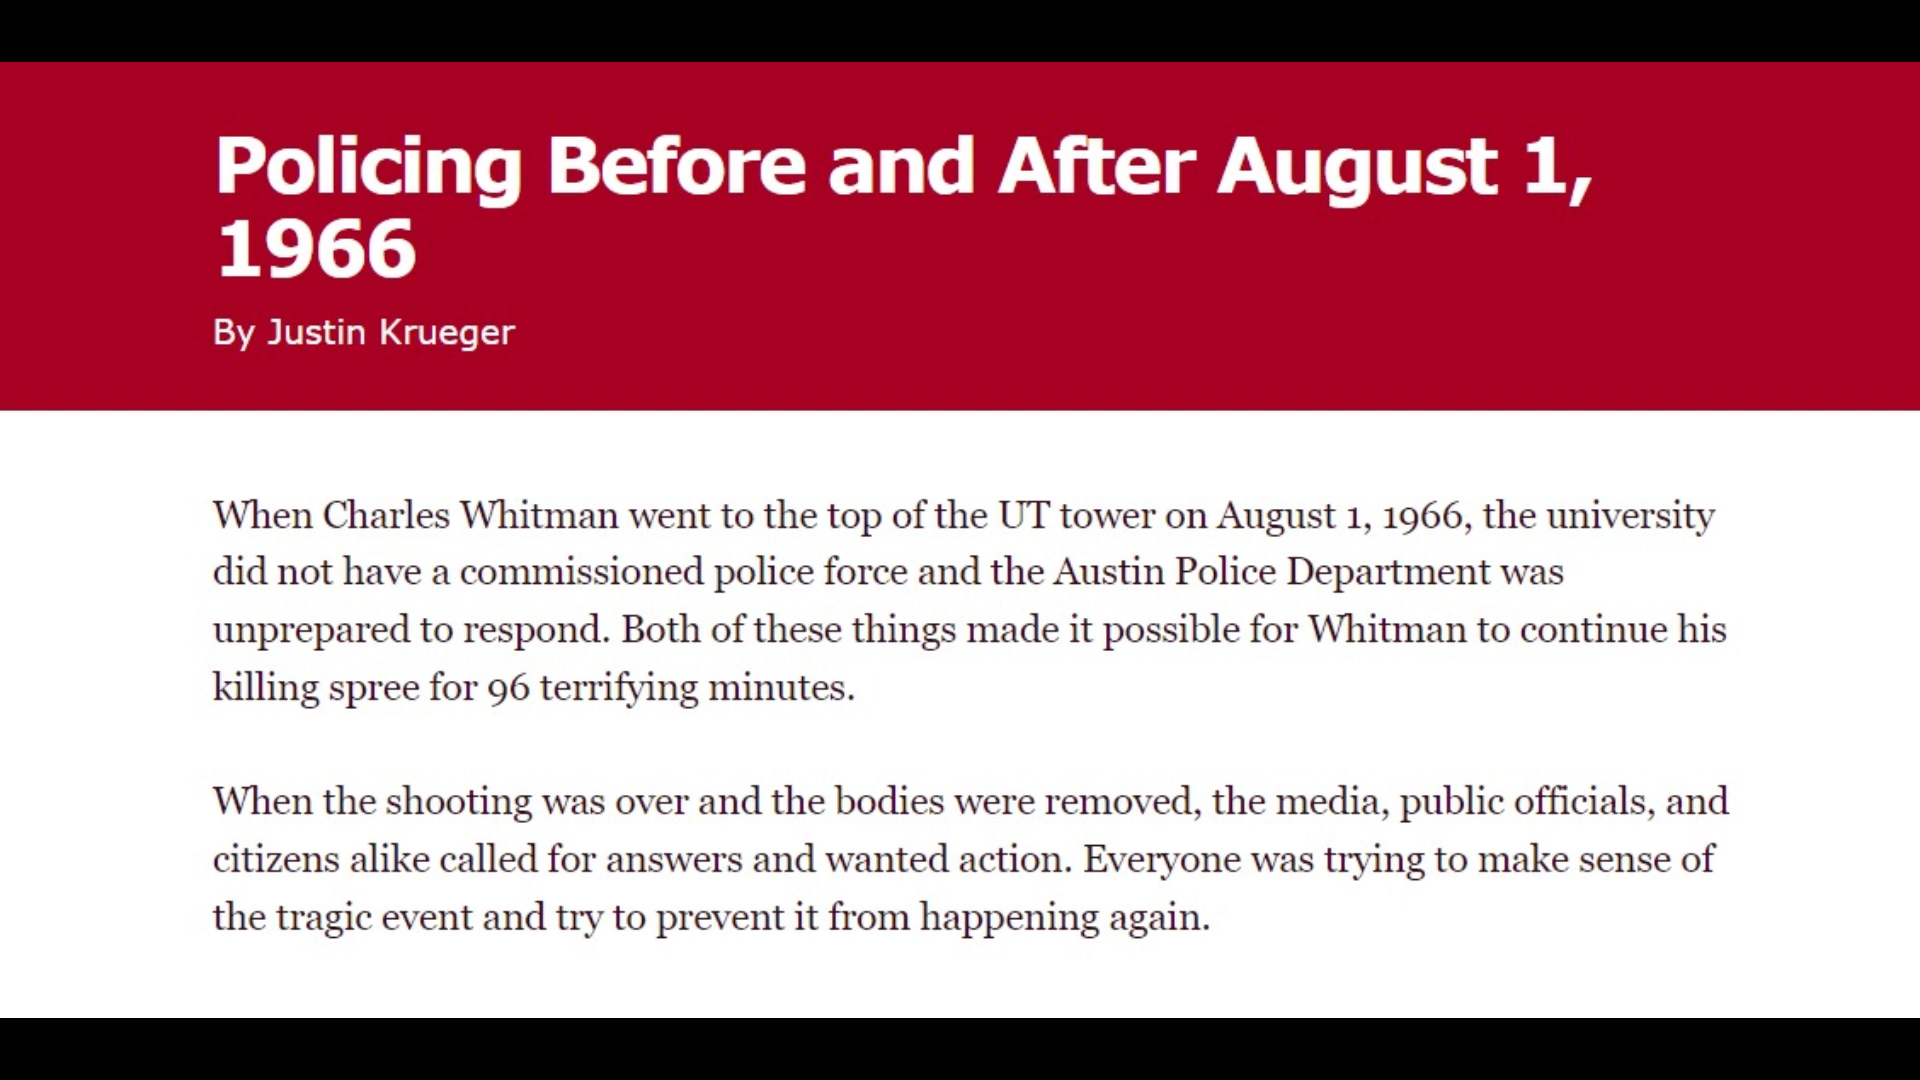 Policing Before and After August 1,
1966
By Justin Krueger
When Charles Whitman went to the top of the UT tower on August 1, 1966, the university
did not have a commissioned police force and the Austin Police Department was
unprepared to respond. Both of these things made it possible for Whitman to continue his
killing spree for 96 terrifying minutes.
When the shooting was over and the bodies were removed, the media, public officials, and
citizens alike called for answers and wanted action. Everyone was trying to make sense of
the tragic event and try to prevent it from happening again.